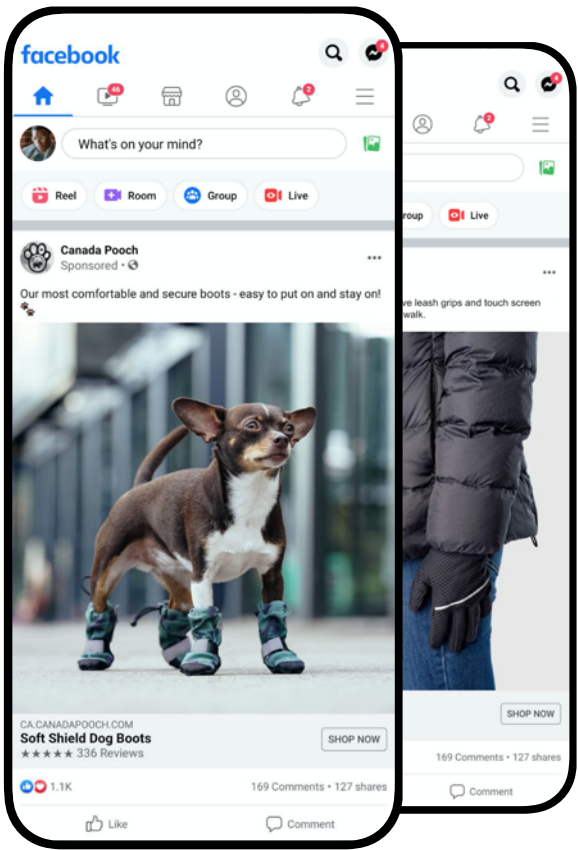 facebook
4
46
2
What's on your mind?
Reel
Room
Group
Live
Canada Pooch
Sponsored •
Our most comfortable and secure boots - easy to put on and stay on!
CA.CANADAPOOCH.COM
Soft Shield Dog Boots
★★★★★ 336 Reviews
SHOP NOW
1.1K
169 Comments • 127 shares
Like
Comment
4
2
roup
Live
ve leash grips and touch screen
walk.
SHOP NOW
169 Comments • 127 shares
Comment